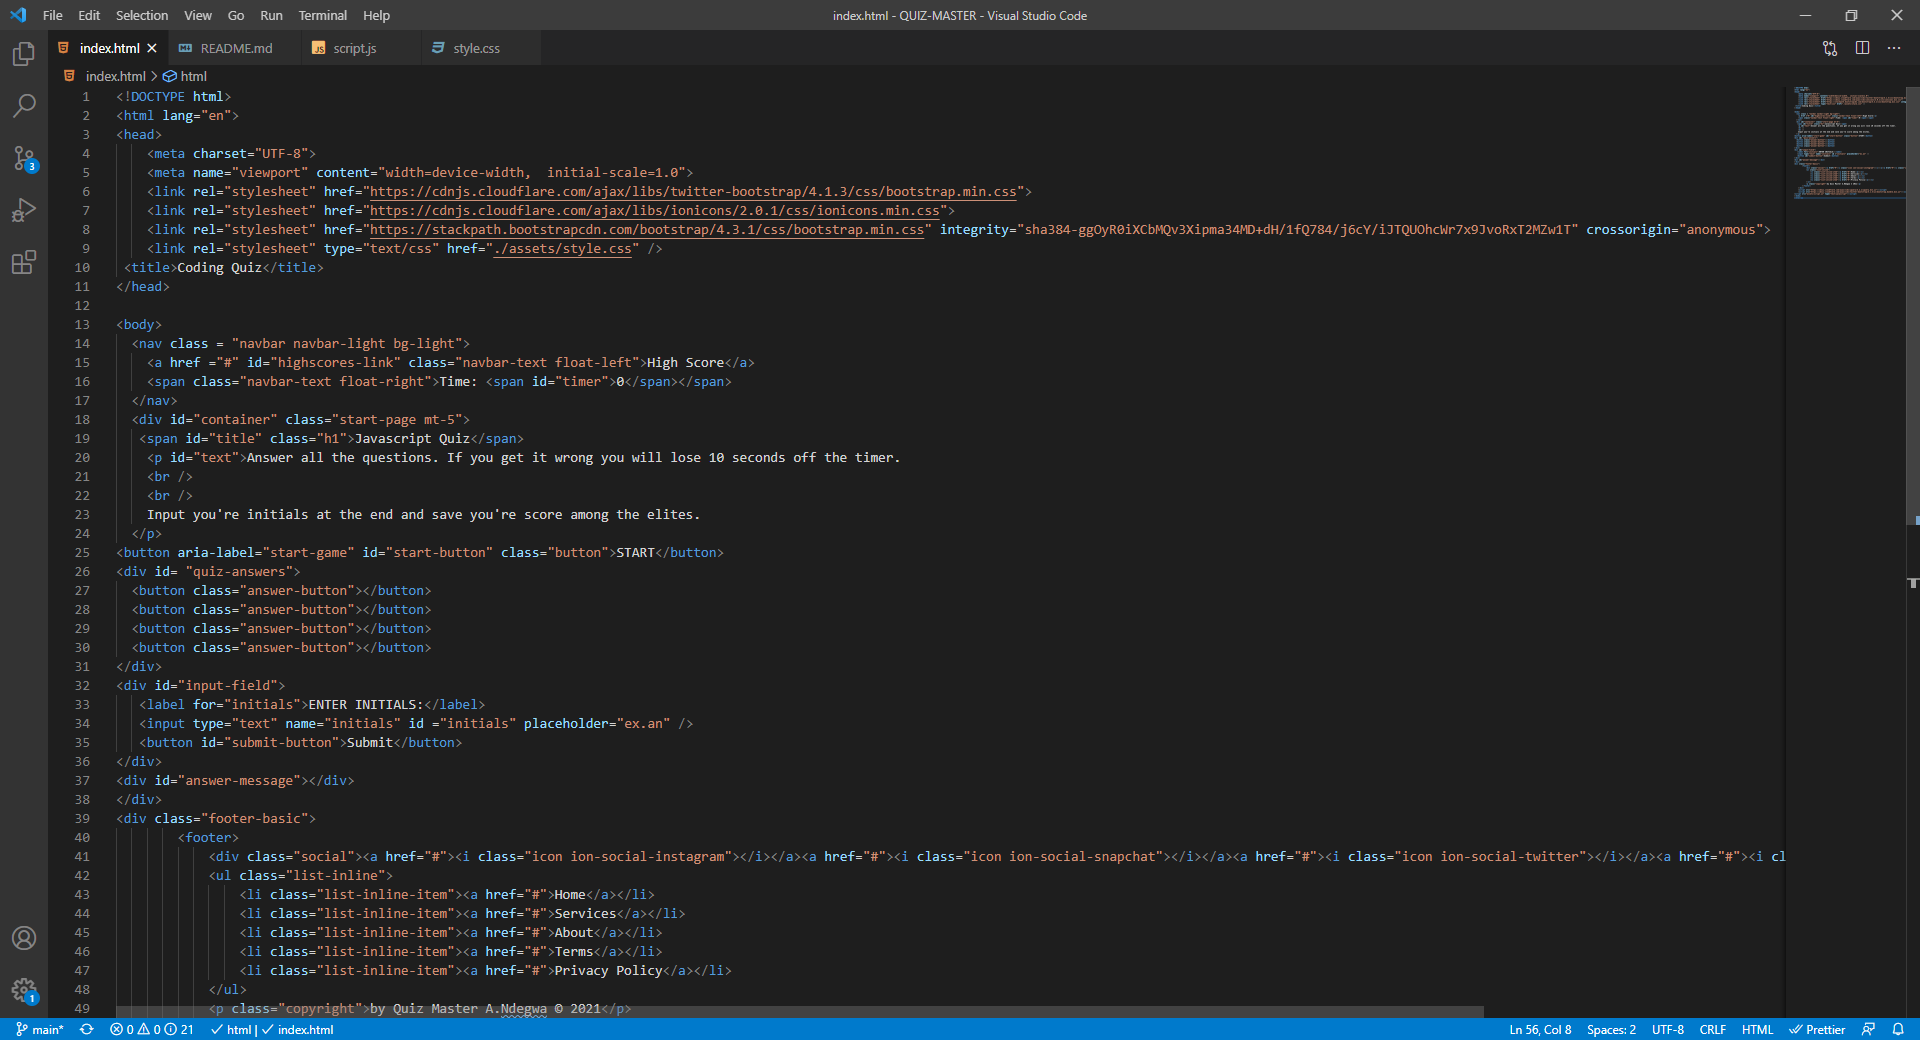 File Edit Selection View Go Run Terminal Help
index.html - QUIZ-MASTER - Visual Studio Code
index.html README.md script.js style.css
index.html > html
1 <!DOCTYPE html>
2 <html lang="en">
3 <head>
4 <meta charset="UTF-8">
5 <meta name="viewport" content="width=device-width,  initial-scale=1.0">
6 <link rel="stylesheet" href="https://cdnjs.cloudflare.com/ajax/libs/twitter-bootstrap/4.1.3/css/bootstrap.min.css">
7 <link rel="stylesheet" href="https://cdnjs.cloudflare.com/ajax/libs/ionicons/2.0.1/css/ionicons.min.css">
8 <link rel="stylesheet" href="https://stackpath.bootstrapcdn.com/bootstrap/4.3.1/css/bootstrap.min.css" integrity="sha384-ggOyR0iXCbMQv3Xipma34MD+dH/1fQ784/j6cY/iJTQUOhcWr7x9JvoRxT2MZw1T" crossorigin="anonymous">
9 <link rel="stylesheet" type="text/css" href="./assets/style.css" />
10 <title>Coding Quiz</title>
11 </head>
12
13 <body>
14 <nav class = "navbar navbar-light bg-light">
15 <a href ="#" id="highscores-link" class="navbar-text float-left">High Score</a>
16 <span class="navbar-text float-right">Time: <span id="timer">0</span></span>
17 </nav>
18 <div id="container" class="start-page mt-5">
19 <span id="title" class="h1">Javascript Quiz</span>
20 <p id="text">Answer all the questions. If you get it wrong you will lose 10 seconds off the timer.
21 <br />
22 <br />
23 Input you're initials at the end and save you're score among the elites.
24 </p>
25 <button aria-label="start-game" id="start-button" class="button">START</button>
26 <div id= "quiz-answers">
27 <button class="answer-button"></button>
28 <button class="answer-button"></button>
29 <button class="answer-button"></button>
30 <button class="answer-button"></button>
31 </div>
32 <div id="input-field">
33 <label for="initials">ENTER INITIALS:</label>
34 <input type="text" name="initials" id ="initials" placeholder="ex.an" />
35 <button id="submit-button">Submit</button>
36 </div>
37 <div id="answer-message"></div>
38 </div>
39 <div class="footer-basic">
40 <footer>
41 <div class="social"><a href="#"><i class="icon ion-social-instagram"></i></a><a href="#"><i class="icon ion-social-snapchat"></i></a><a href="#"><i class="icon ion-social-twitter"></i></a><a href="#"><i cl
42 <ul class="list-inline">
43 <li class="list-inline-item"><a href="#">Home</a></li>
44 <li class="list-inline-item"><a href="#">Services</a></li>
45 <li class="list-inline-item"><a href="#">About</a></li>
46 <li class="list-inline-item"><a href="#">Terms</a></li>
47 <li class="list-inline-item"><a href="#">Privacy Policy</a></li>
48 </ul>
49 <p class="copyright">by Quiz Master A.Ndegwa © 2021</p>
3
1
main* 0 0 21 html | index.html Ln 56, Col 8 Spaces: 2 UTF-8 CRLF HTML Prettier